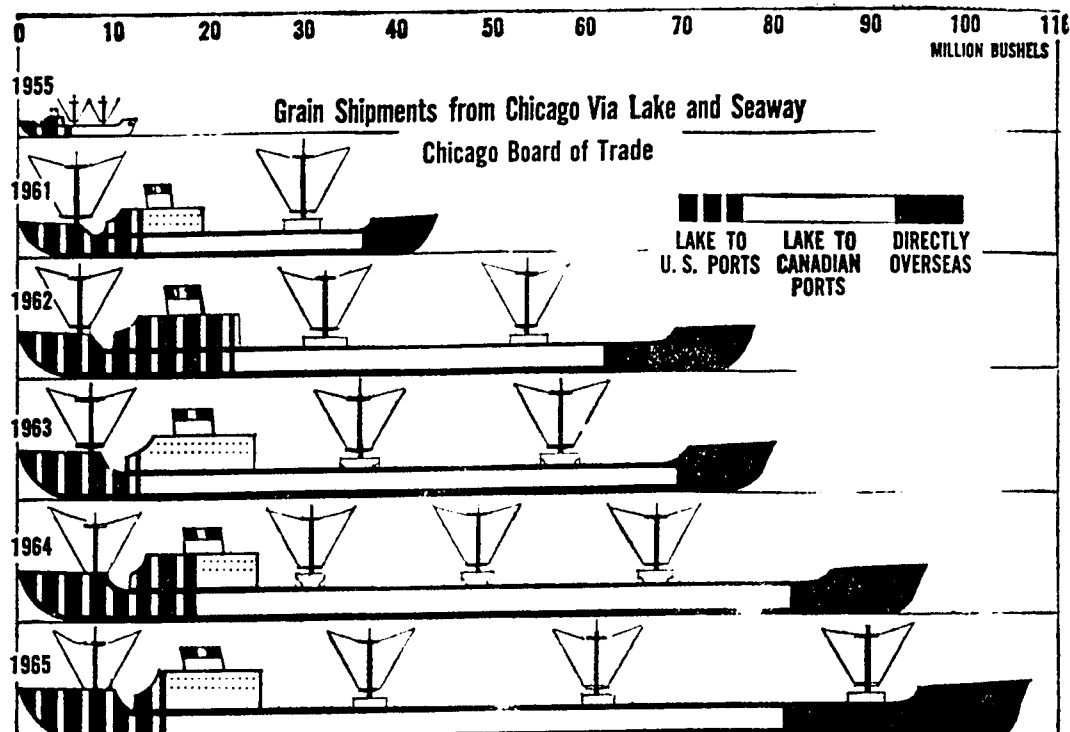 0 10 20 30 40 50 60 70 80 90 100 110
MILLION BUSHELS
1955
Grain Shipments from Chicago Via Lake and Seaway
Chicago Board of Trade
1961
LAKE TO U. S. PORTS
LAKE TO CANADIAN PORTS
DIRECTLY OVERSEAS
1962
1963
1964
1965